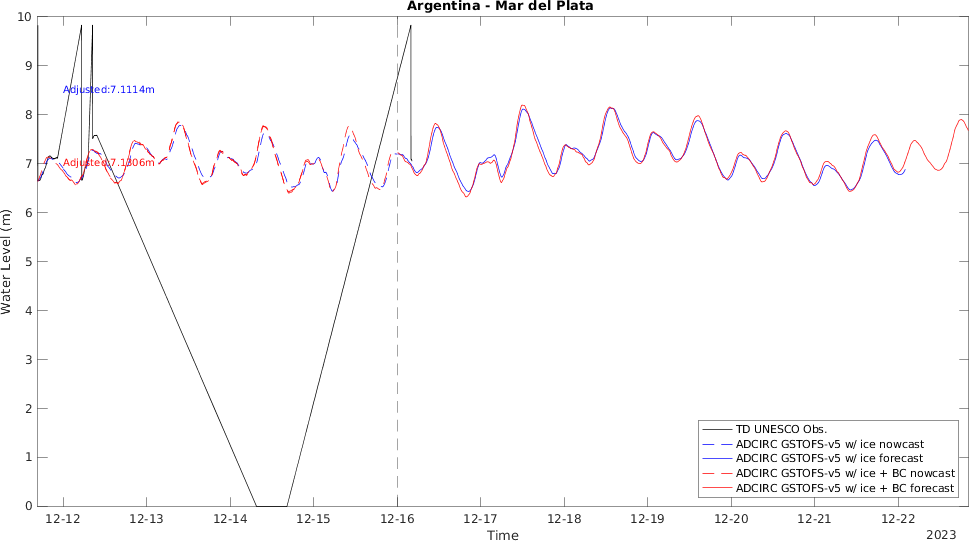 Argentina - Mar del Plata
10
9
8
7
6
5
4
3
2
1
0
Water Level (m)
Adjusted:7.1114m
Adjusted:7.1306m
TD UNESCO Obs.
ADCIRC GSTOFS-v5 w/ ice nowcast
ADCIRC GSTOFS-v5 w/ ice forecast
ADCIRC GSTOFS-v5 w/ ice + BC nowcast
ADCIRC GSTOFS-v5 w/ ice + BC forecast
12-12 12-13 12-14 12-15 12-16 12-17 12-18 12-19 12-20 12-21 12-22
Time
2023